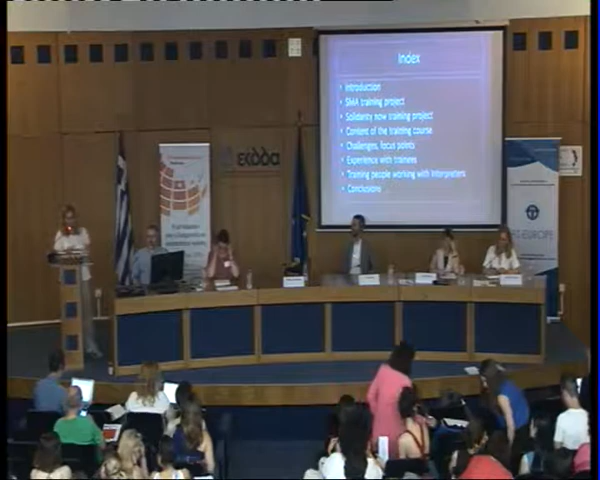 Index
• Introduction
• SMA training project
• Solidarity now training project
• Content of the training course
• Challenges, focus points
• Experience with trainees
• Training people working with interpreters
• Conclusions
εκδδα